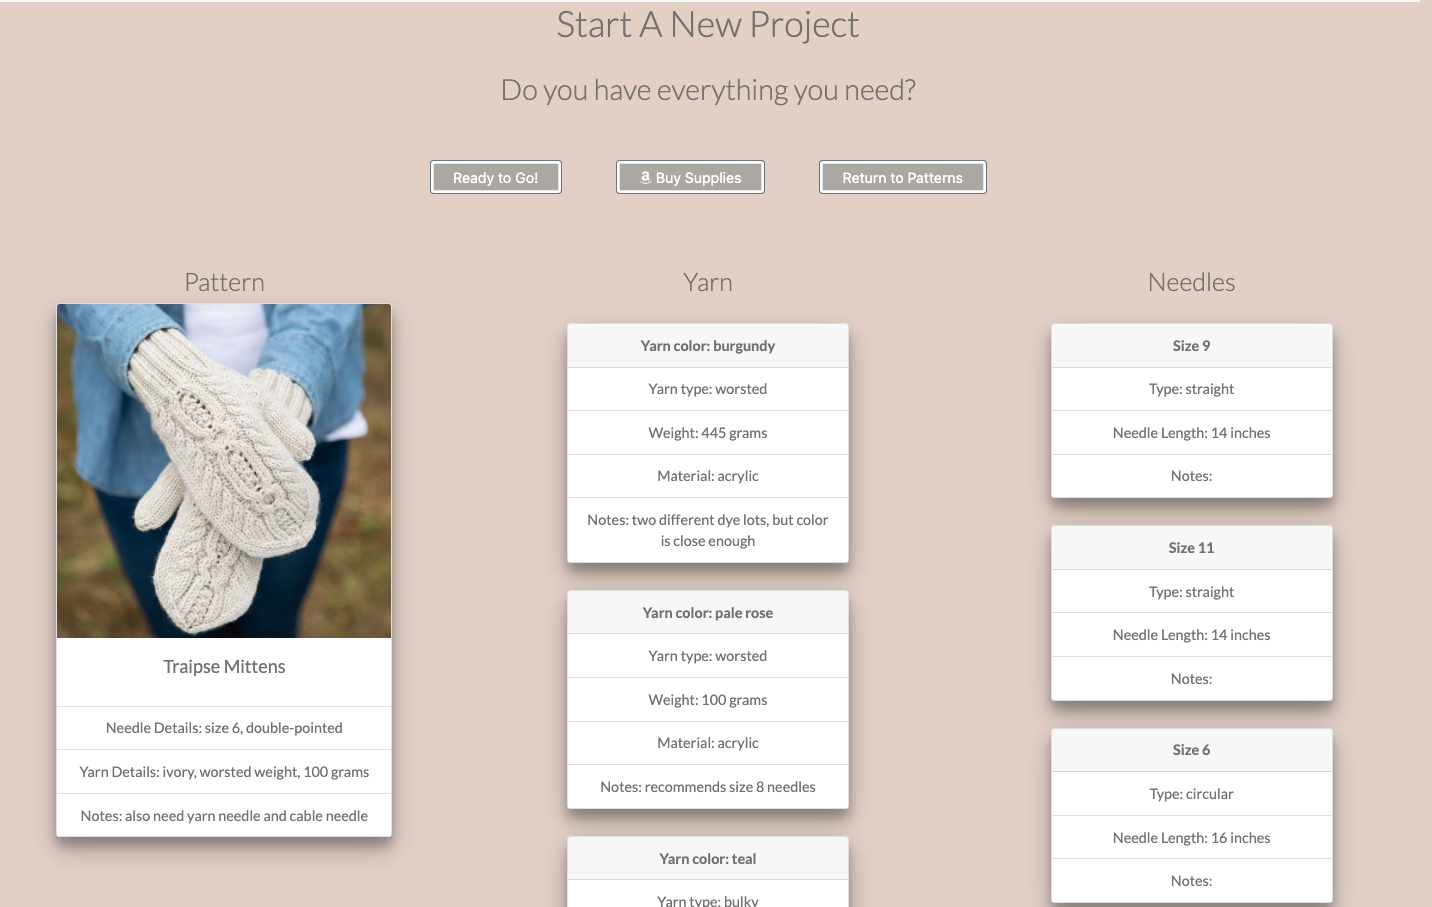 Start A New Project
Do you have everything you need?
Ready to Go!
Buy Supplies
Return to Patterns
Pattern
Traipse Mittens
Needle Details: size 6, double-pointed
Yarn Details: ivory, worsted weight, 100 grams
Notes: also need yarn needle and cable needle
Yarn
Yarn color: burgundy
Yarn type: worsted
Weight: 445 grams
Material: acrylic
Notes: two different dye lots, but color
is close enough
Yarn color: pale rose
Yarn type: worsted
Weight: 100 grams
Material: acrylic
Notes: recommends size 8 needles
Yarn color: teal
Yarn type: bulky
Needles
Size 9
Type: straight
Needle Length: 14 inches
Notes:
Size 11
Type: straight
Needle Length: 14 inches
Notes:
Size 6
Type: circular
Needle Length: 16 inches
Notes: